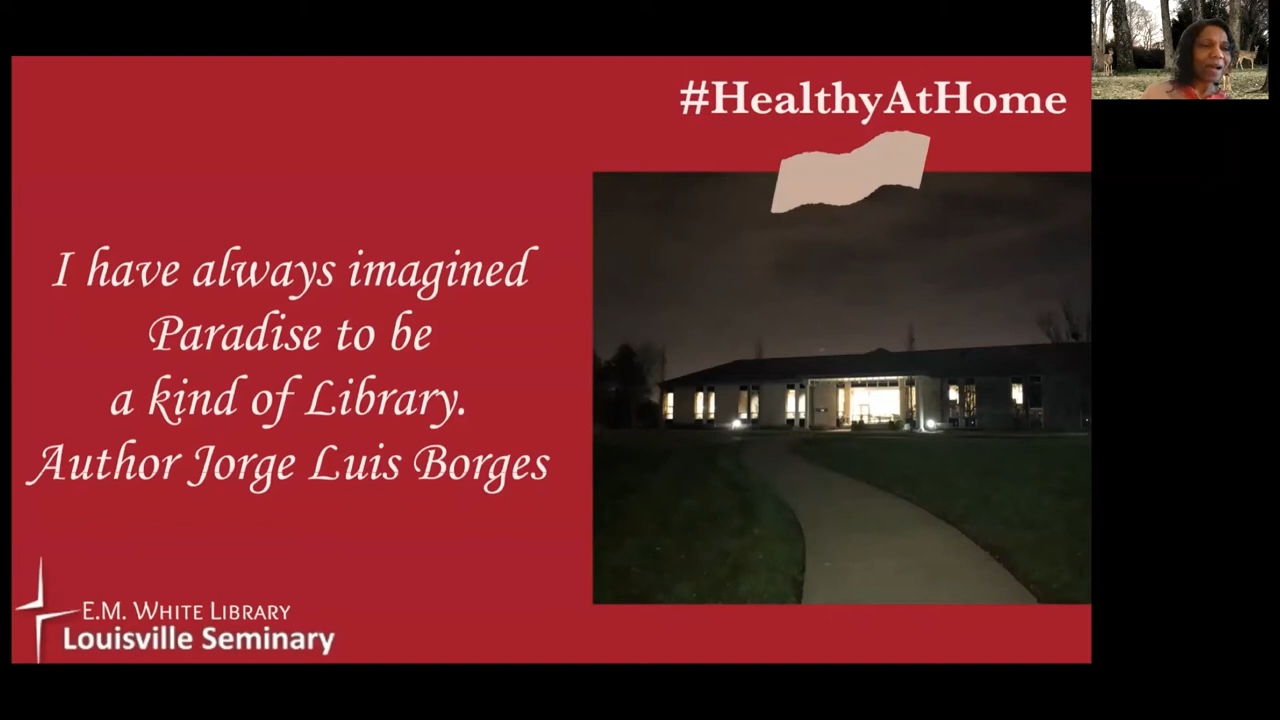 #HealthyAtHome
I have always imagined
Paradise to be
a kind of Library.
Author Jorge Luis Borges
E.M. White Library
Louisville Seminary